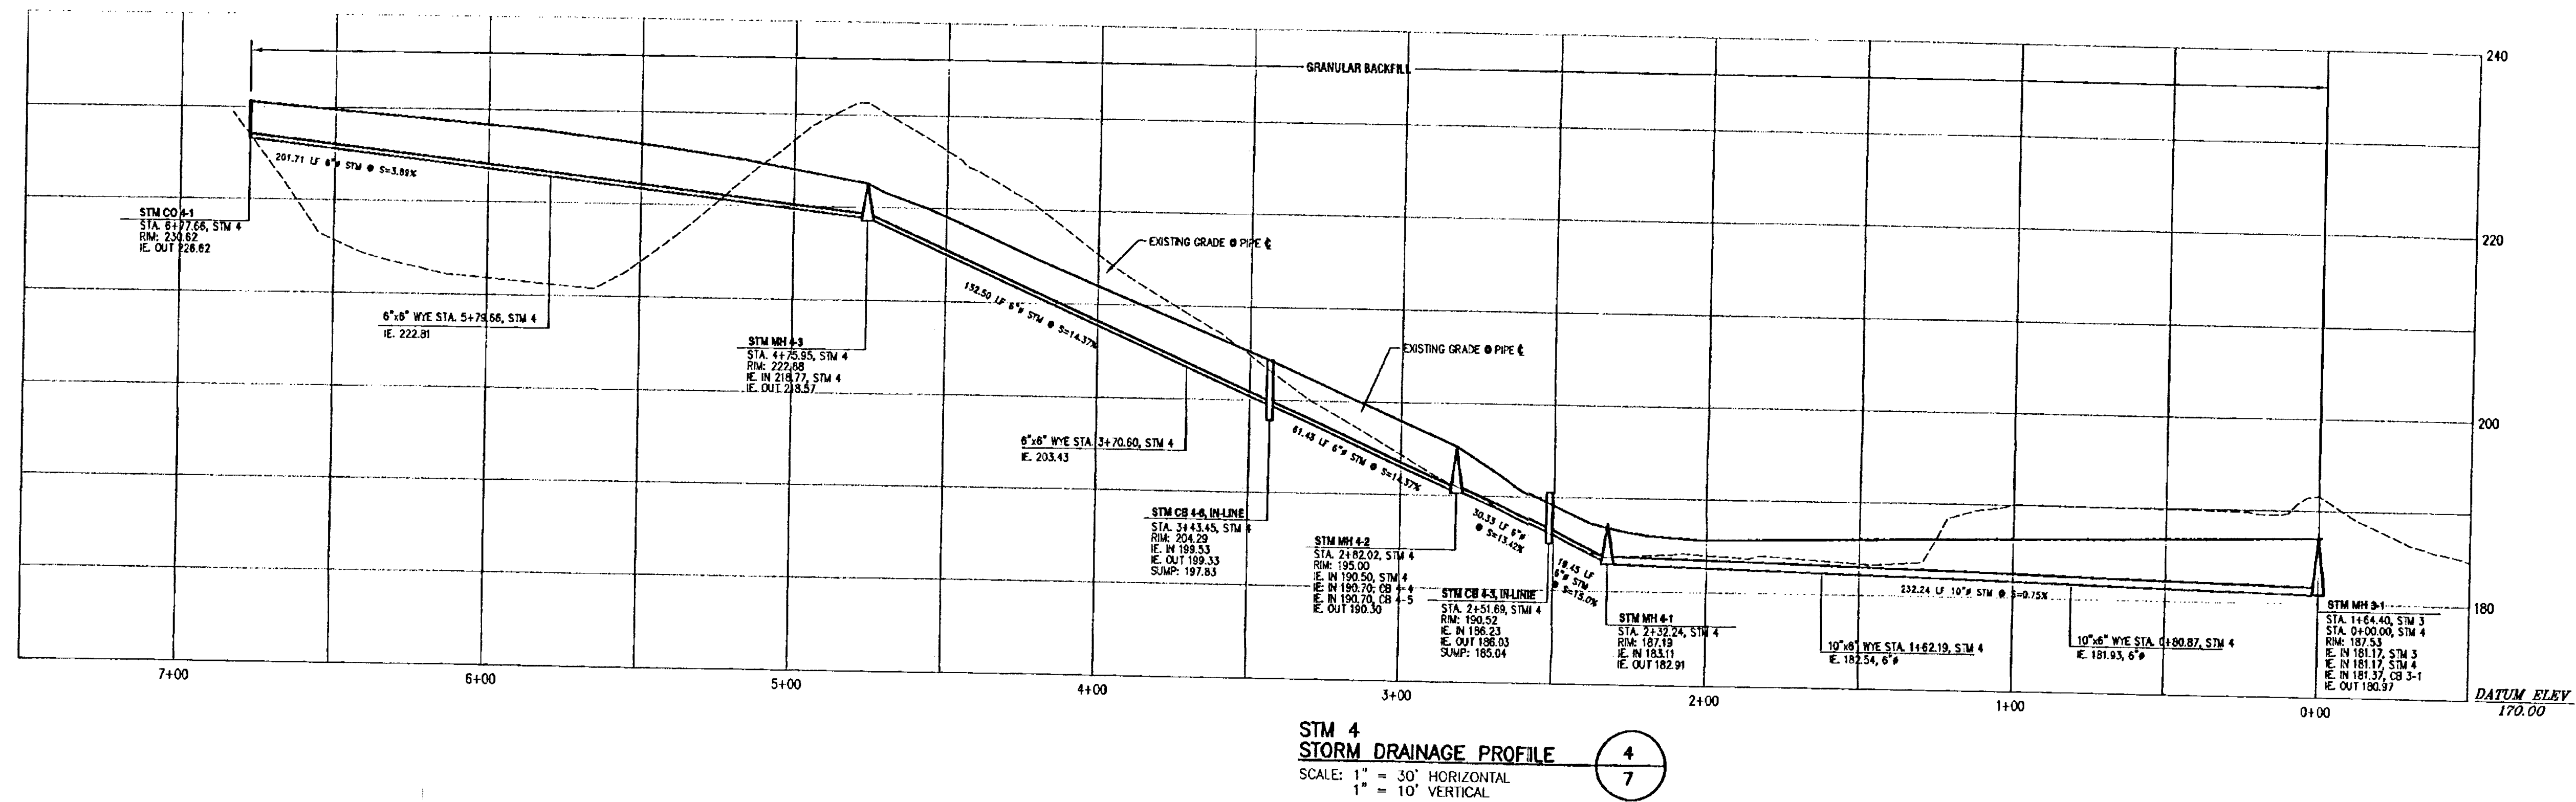 GRANULAR BACKFILL
240
220
200
180
201.71 LF 6"ø STM @ S=3.89%
STM CO 4-1
STA. 6+77.66, STM 4
RIM: 230.62
IE. OUT 226.62
6"x6" WYE STA. 5+79.66, STM 4
IE. 222.81
STM MH 4-3
STA. 4+75.95, STM 4
RIM: 222.88
IE. IN 218.77, STM 4
IE. OUT 218.57
EXISTING GRADE @ PIPE ℄
132.50 LF 6"ø STM @ S=14.37%
6"x6" WYE STA. 3+70.60, STM 4
IE. 203.43
EXISTING GRADE @ PIPE ℄
61.43 LF 6"ø STM @ S=14.37%
STM CB 4-6, IN-LINE
STA. 3+43.45, STM 4
RIM: 204.29
IE. IN 199.53
IE. OUT 199.33
SUMP: 197.83
STM MH 4-2
STA. 2+82.02, STM 4
RIM: 195.00
IE. IN 190.50, STM 4
IE. IN 190.70, CB 4-4
IE. IN 190.70, CB 4-5
IE. OUT 190.30
30.33 LF 6"ø
@ S=13.42%
STM CB 4-3, IN-LINE
STA. 2+51.69, STM 4
RIM: 190.52
IE. IN 186.23
IE. OUT 186.03
SUMP: 185.04
19.45 LF
6"ø STM
@ S=15.0%
STM MH 4-1
STA. 2+32.24, STM 4
RIM: 187.19
IE. IN 183.11
IE. OUT 182.91
232.24 LF 10"ø STM @ S=0.75%
10"x6" WYE STA. 1+62.19, STM 4
IE. 182.54, 6"ø
10"x6" WYE STA. 0+80.87, STM 4
IE. 181.93, 6"ø
STM MH 3-1
STA. 1+64.40, STM 3
STA. 0+00.00, STM 4
RIM: 187.53
IE. IN 181.17, STM 3
IE. IN 181.17, STM 4
IE. IN 181.37, CB 3-1
IE. OUT 180.97
7+00
6+00
5+00
4+00
3+00
2+00
1+00
0+00
DATUM ELEV
170.00
STM 4
STORM DRAINAGE PROFILE
4
7
SCALE: 1" = 30' HORIZONTAL
1" = 10' VERTICAL